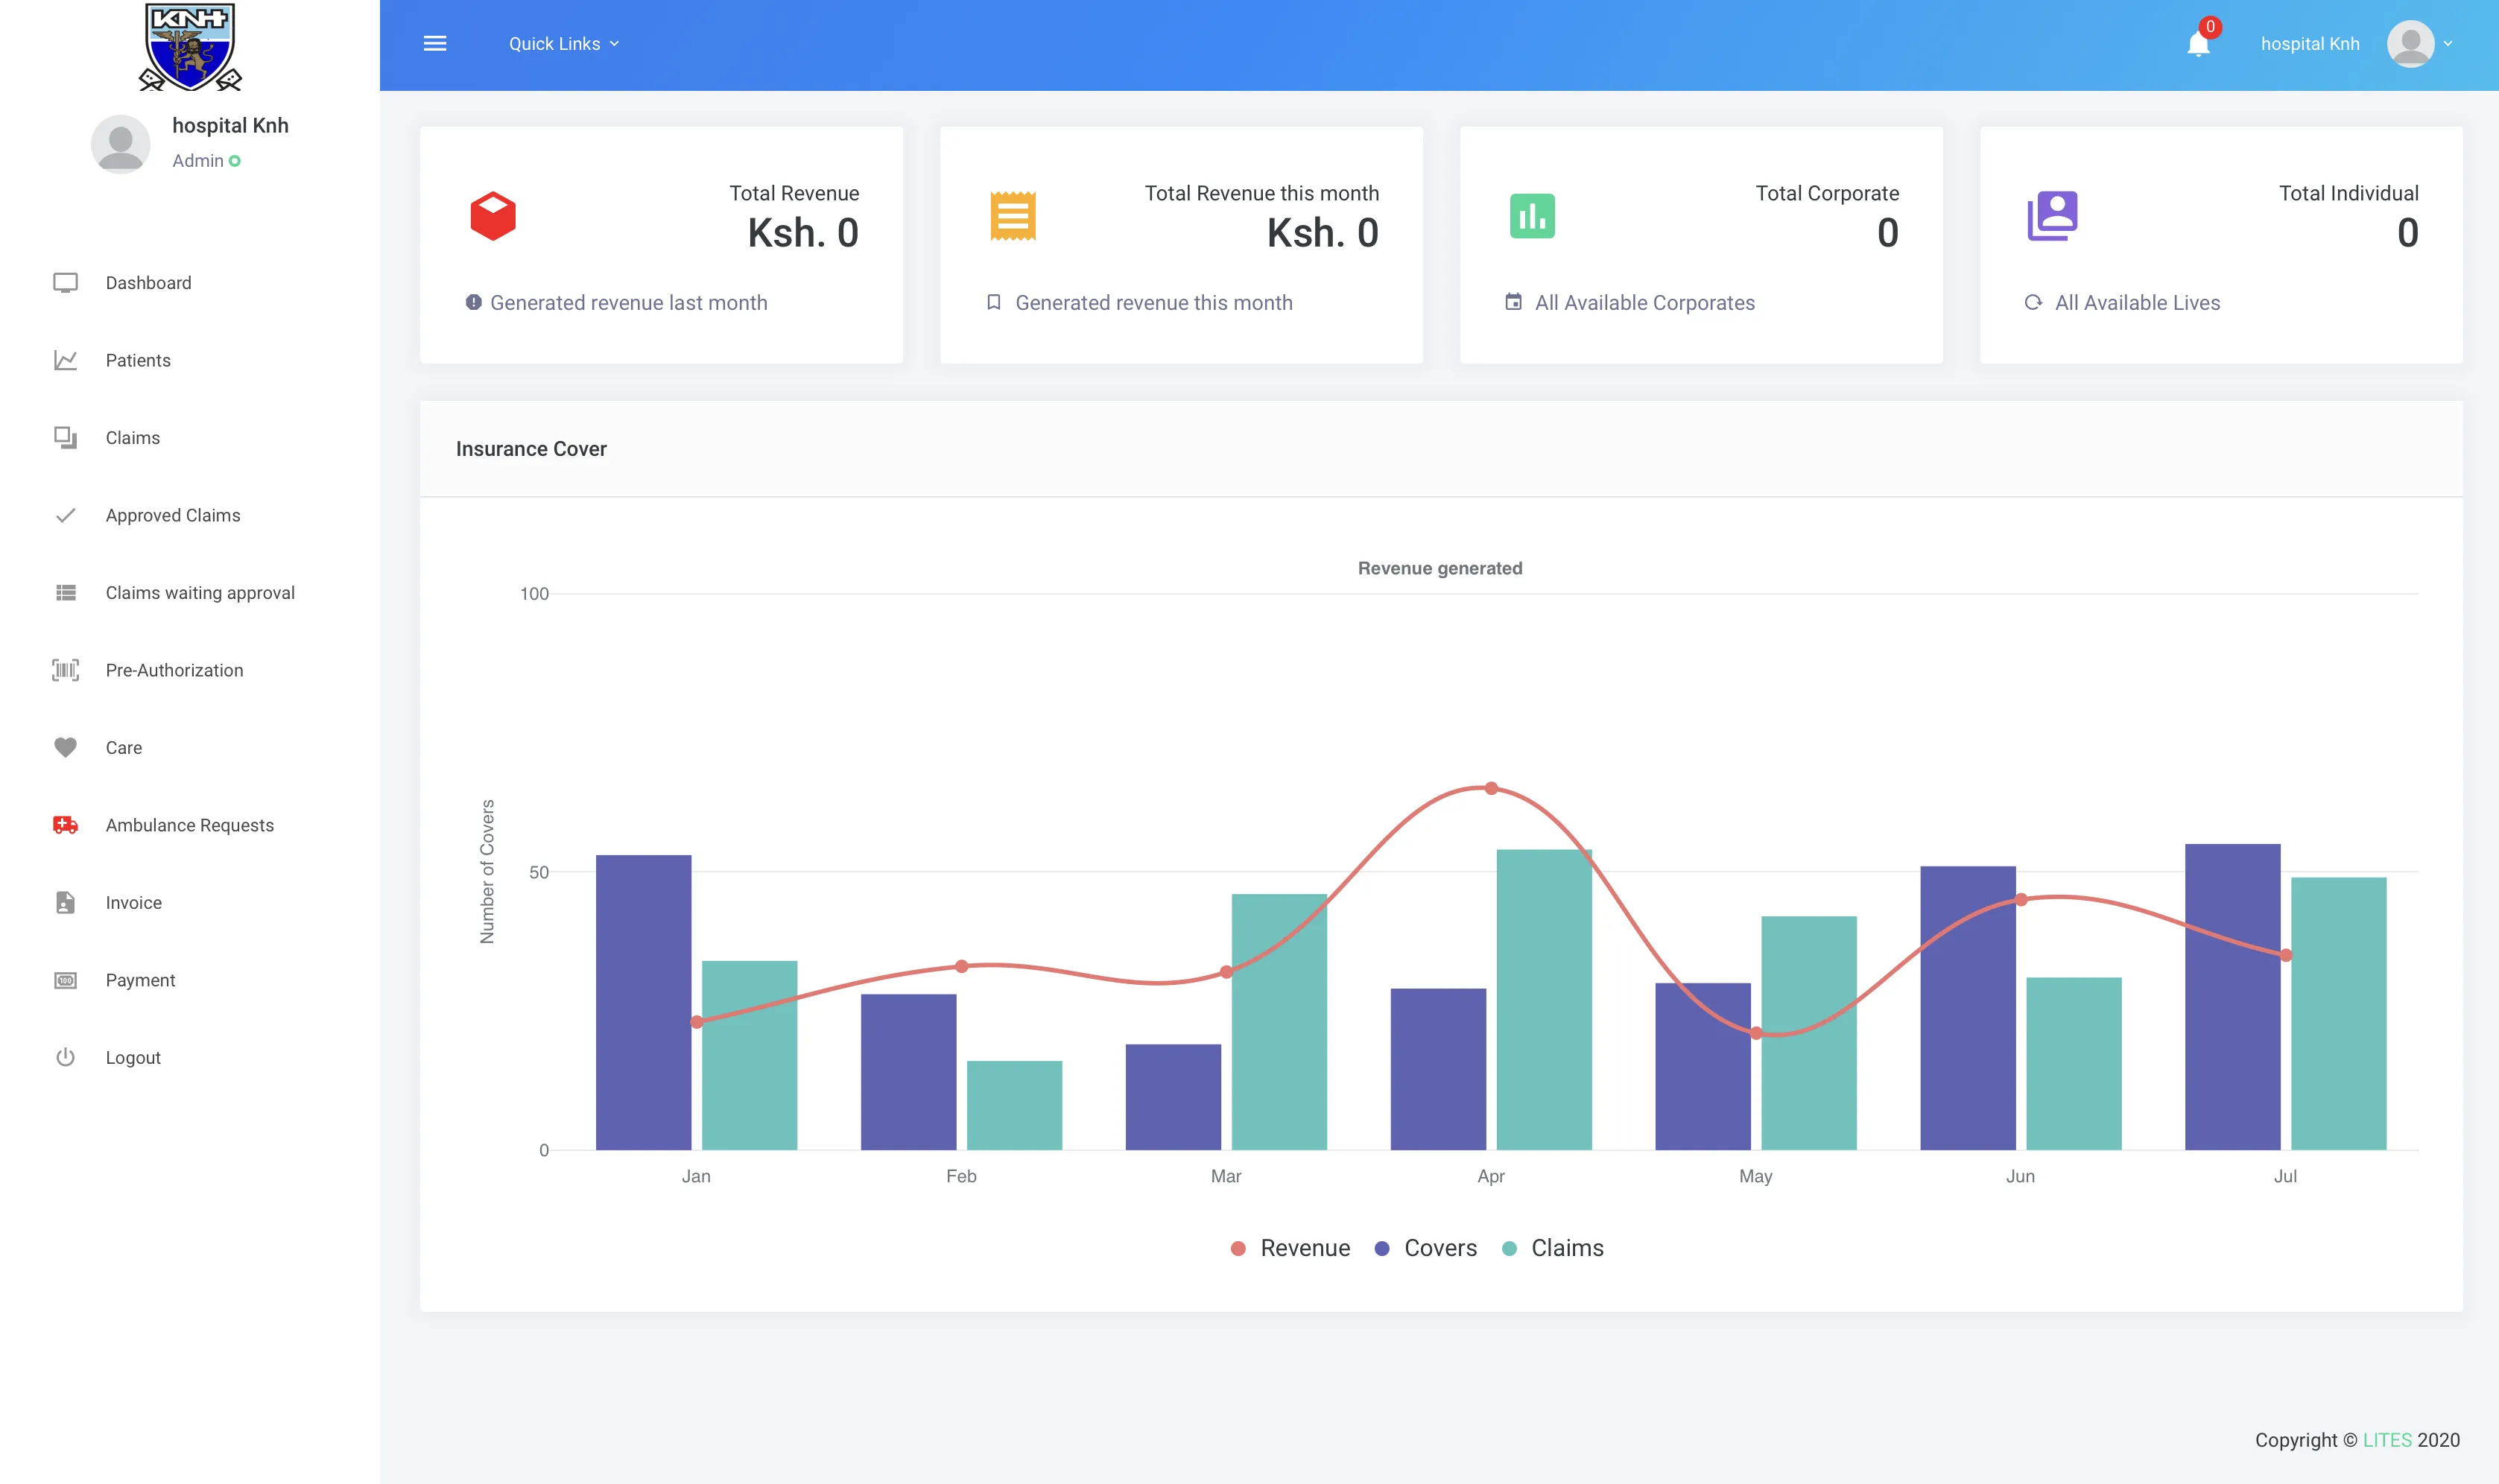 KNH
hospital Knh
Admin
Dashboard
Patients
Claims
Approved Claims
Claims waiting approval
Pre-Authorization
Care
Ambulance Requests
Invoice
Payment
Logout
Quick Links
0
hospital Knh
Total Revenue
Ksh. 0
Generated revenue last month
Total Revenue this month
Ksh. 0
Generated revenue this month
Total Corporate
0
All Available Corporates
Total Individual
0
All Available Lives
Insurance Cover
Revenue generated
Number of Covers
100
50
0
Jan Feb Mar Apr May Jun Jul
Revenue Covers Claims
Copyright © LITES 2020